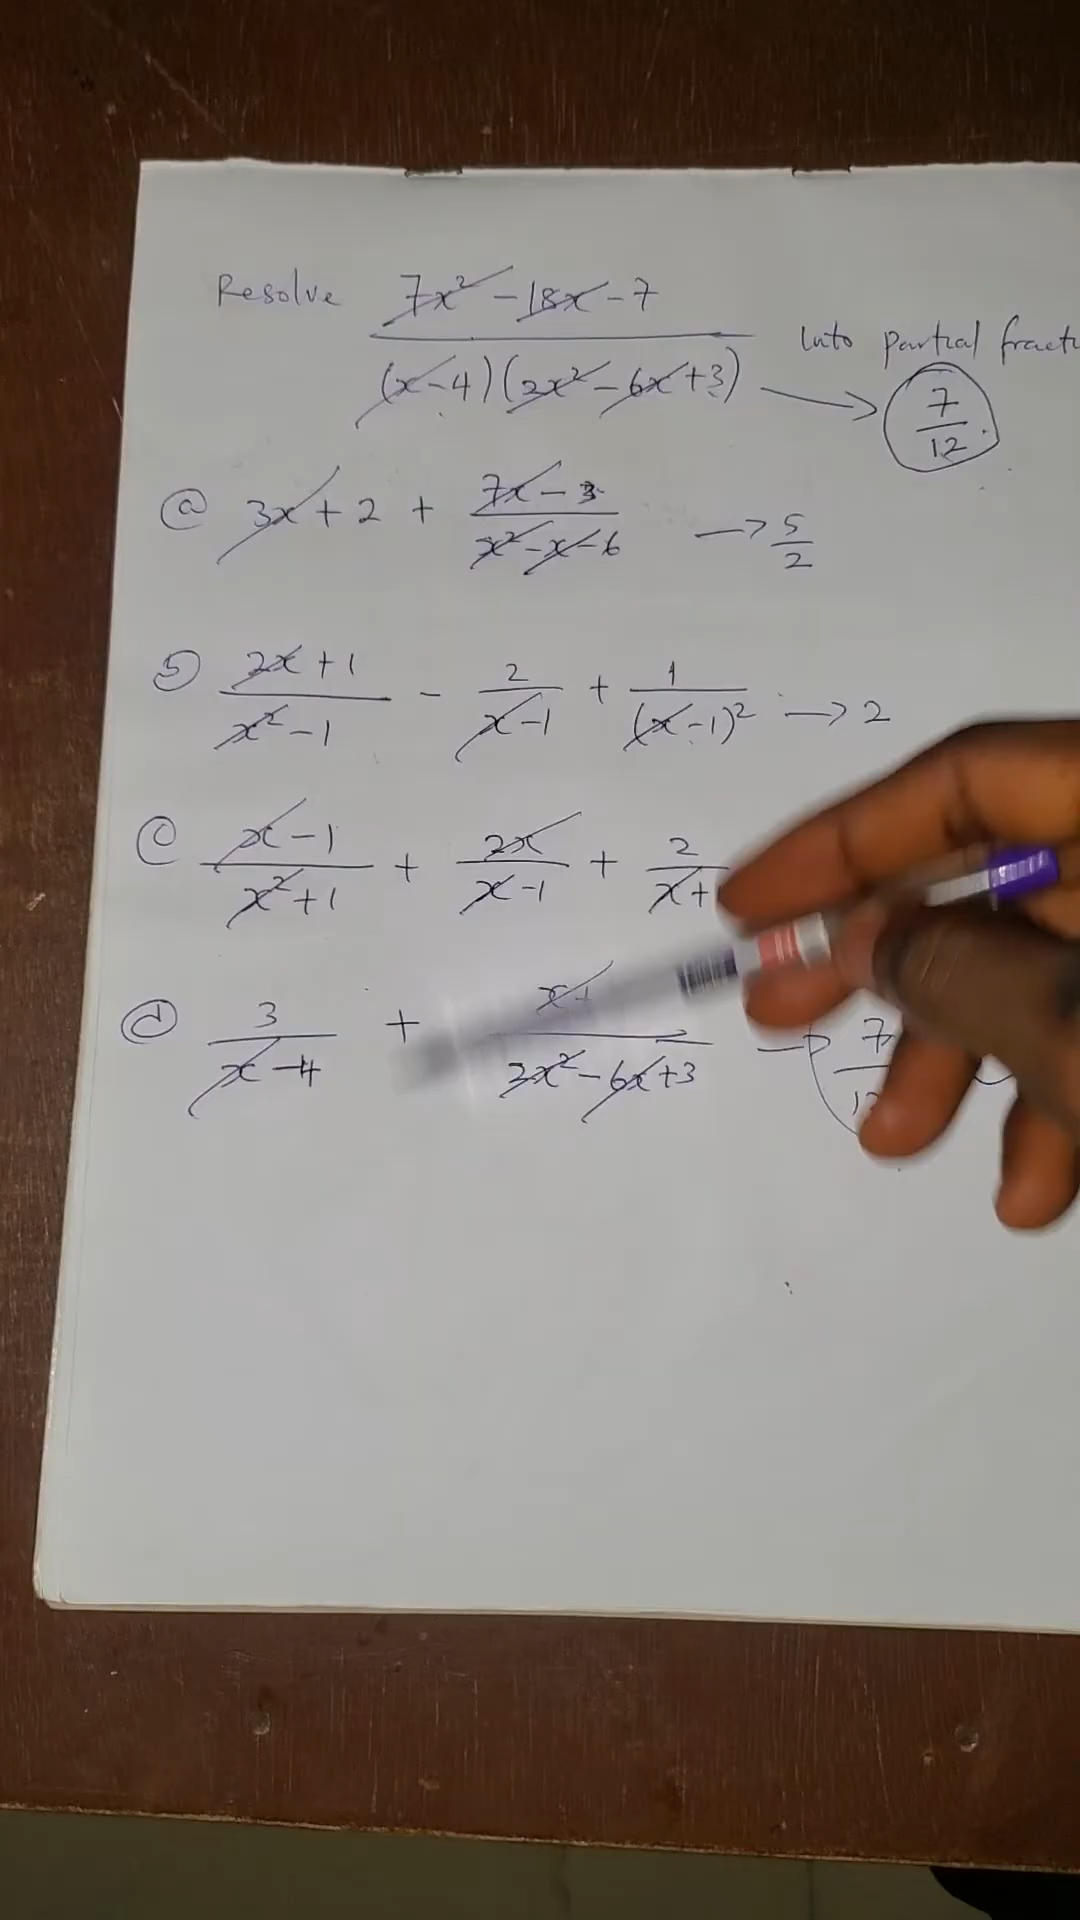 Resolve (7x² - 18x - 7) / ((x - 4)(2x² - 6x + 3)) Into partial
→ 7/12
(a) 3x + 2 + (7x - 3)/(x² - x - 6) → 5/2
(b) (2x + 1)/(x² - 1) - 2/(x - 1) + 1/(x - 1)² → 2
(c) (x - 1)/(x² + 1) + 2x/(x - 1) + 2/(x +
(d) 3/(x - 4) + (x + /(2x² - 6x + 3) → 7/